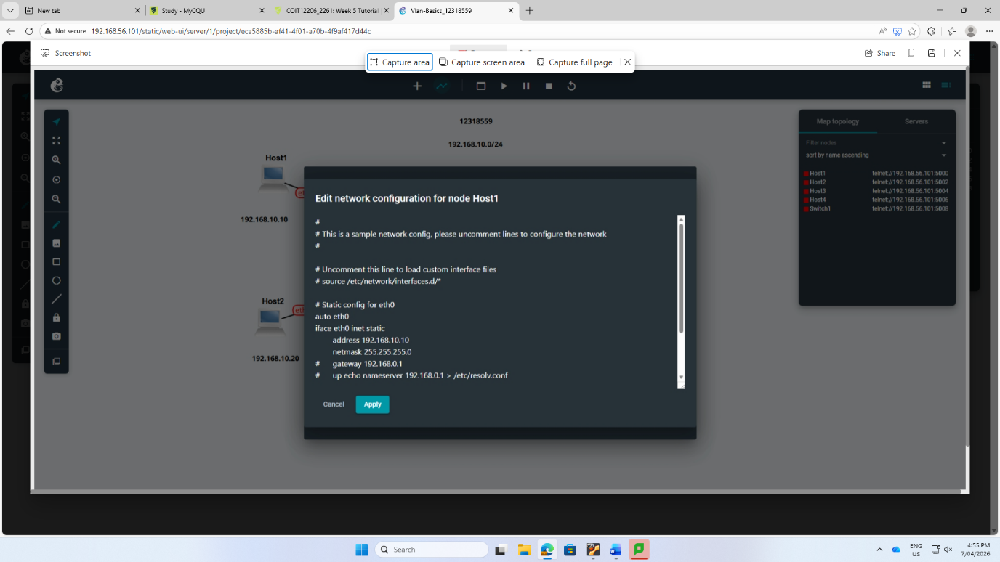 New tab
Study - MyCQU
COIT12206_2261: Week 5 Tutorial
Vlan-Basics_12318559
Not secure
192.168.56.101/static/web-ui/server/1/project/eca5885b-af41-4f01-a70b-4f9af417d44c
Screenshot
Capture area
Capture screen area
Capture full page
Share
12318559
192.168.10.0/24
Host1
192.168.10.10
Host2
192.168.10.20
Map topology
Servers
Filter nodes
sort by name ascending
Host1 telnet://192.168.56.101:5000
Host2 telnet://192.168.56.101:5002
Host3 telnet://192.168.56.101:5004
Host4 telnet://192.168.56.101:5006
Switch1 telnet://192.168.56.101:5008
Edit network configuration for node Host1
#
# This is a sample network config, please uncomment lines to configure the network
#
# Uncomment this line to load custom interface files
# source /etc/network/interfaces.d/*
# Static config for eth0
auto eth0
iface eth0 inet static
address 192.168.10.10
netmask 255.255.255.0
# gateway 192.168.0.1
# up echo nameserver 192.168.0.1 > /etc/resolv.conf
Cancel
Apply
Search
ENG
US
4:55 PM
7/04/2026